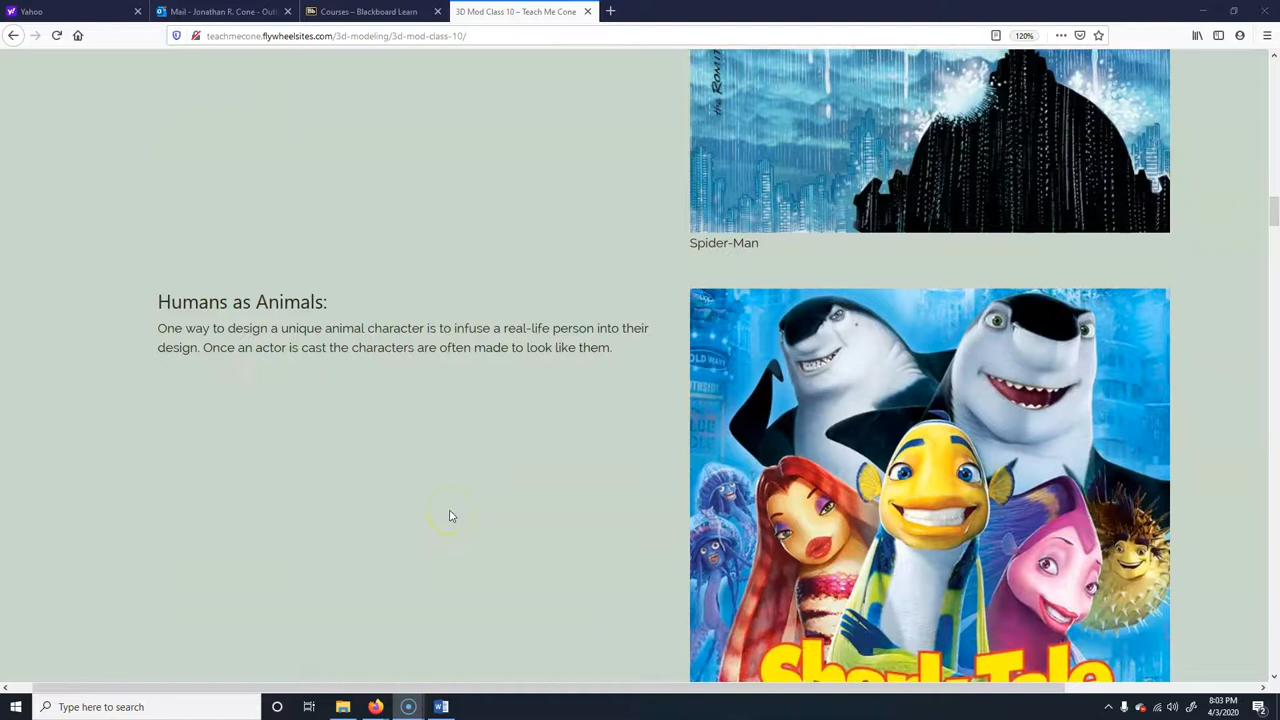 Yahoo
Mail - Jonathan R. Cone - Out
Courses – Blackboard Learn
3D Mod Class 10 – Teach Me Cone
teachmecone.flywheelsites.com/3d-modeling/3d-mod-class-10/
120%
the ROMIT
Spider-Man
Humans as Animals:
One way to design a unique animal character is to infuse a real-life person into their
design. Once an actor is cast the characters are often made to look like them.
Shark Tale
Type here to search
8:03 PM
4/3/2020